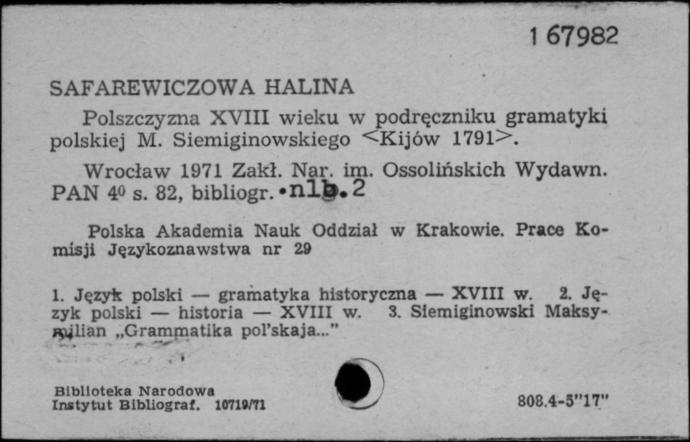 1 67982
SAFAREWICZOWA HALINA
Polszczyzna XVIII wieku w podręczniku gramatyki
polskiej M. Siemiginowskiego <Kijów 1791>.
Wrocław 1971 Zakł. Nar. im. Ossolińskich Wydawn.
PAN 4⁰ s. 82, bibliogr. •nlb. 2
Polska Akademia Nauk Oddział w Krakowie. Prace Ko-
misji Językoznawstwa nr 29
1. Język polski — gramatyka historyczna — XVIII w. 2. Ję-
zyk polski — historia — XVIII w. 3. Siemiginowski Maksy-
milian „Grammatika pol'skaja..."
Biblioteka Narodowa
Instytut Bibliograf. 10719/71
808.4-5"17"